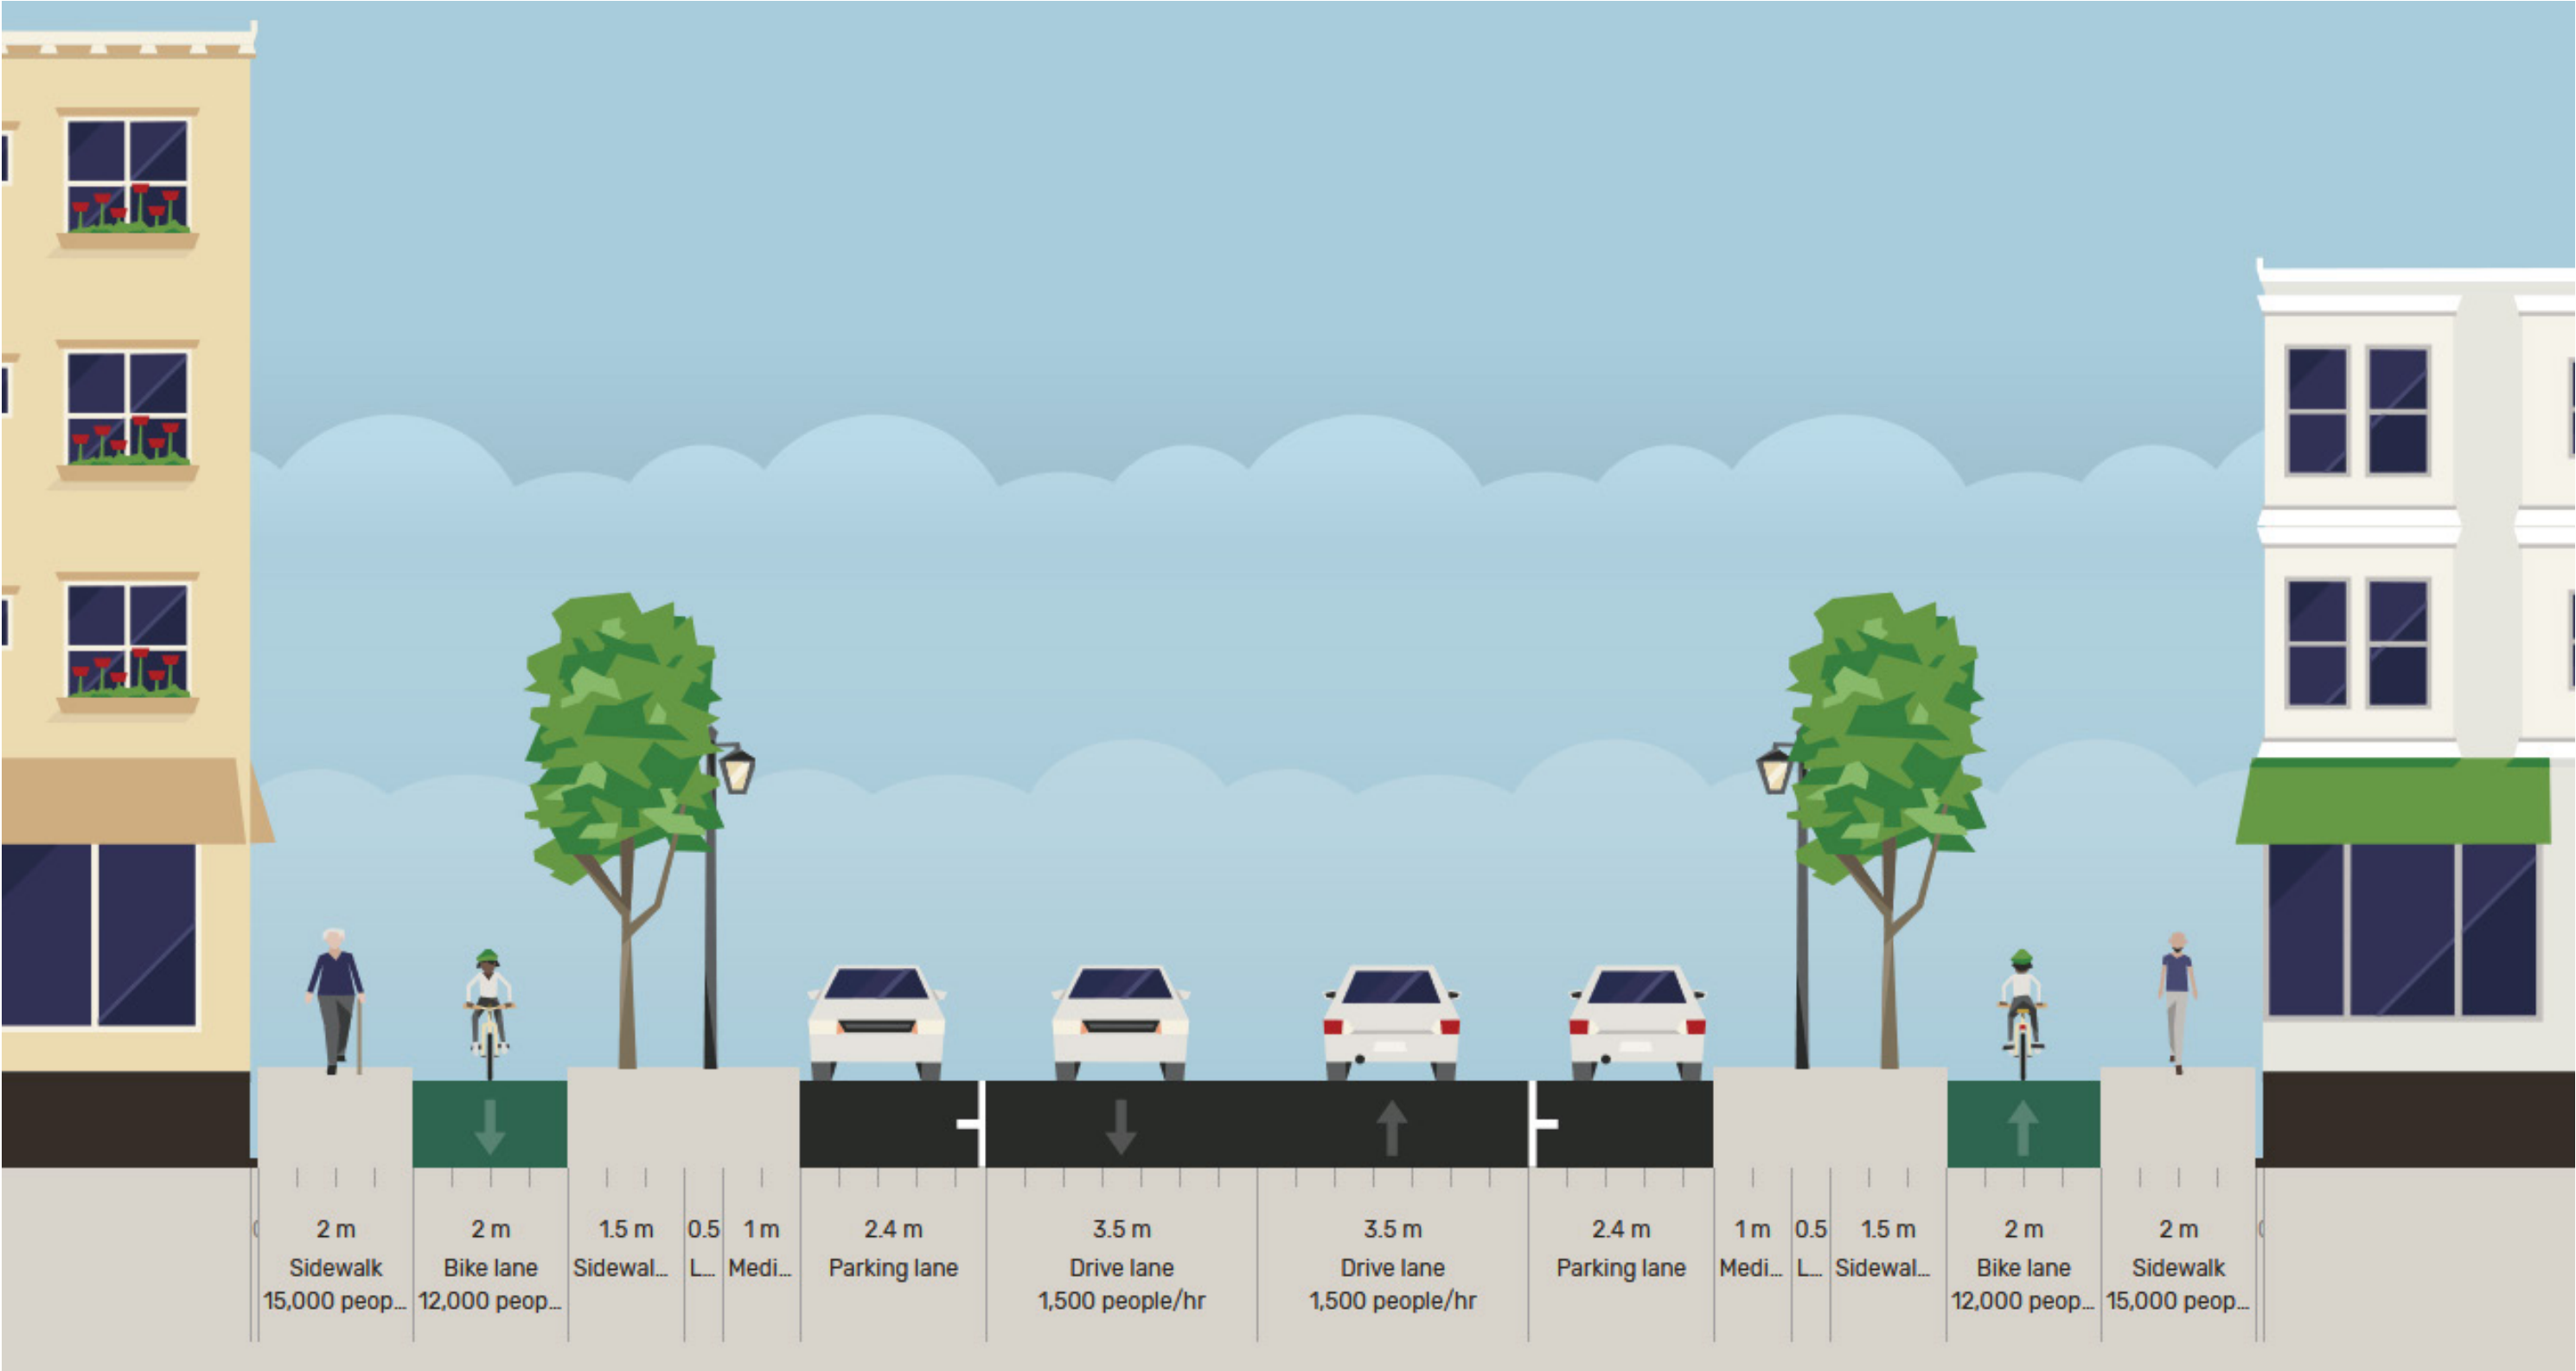 2 m
Sidewalk
15,000 peop...
2 m
Bike lane
12,000 peop...
1.5 m
Sidewal...
0.5
L...
1 m
Medi...
2.4 m
Parking lane
3.5 m
Drive lane
1,500 people/hr
3.5 m
Drive lane
1,500 people/hr
2.4 m
Parking lane
1 m
Medi...
0.5
L...
1.5 m
Sidewal...
2 m
Bike lane
12,000 peop...
2 m
Sidewalk
15,000 peop...